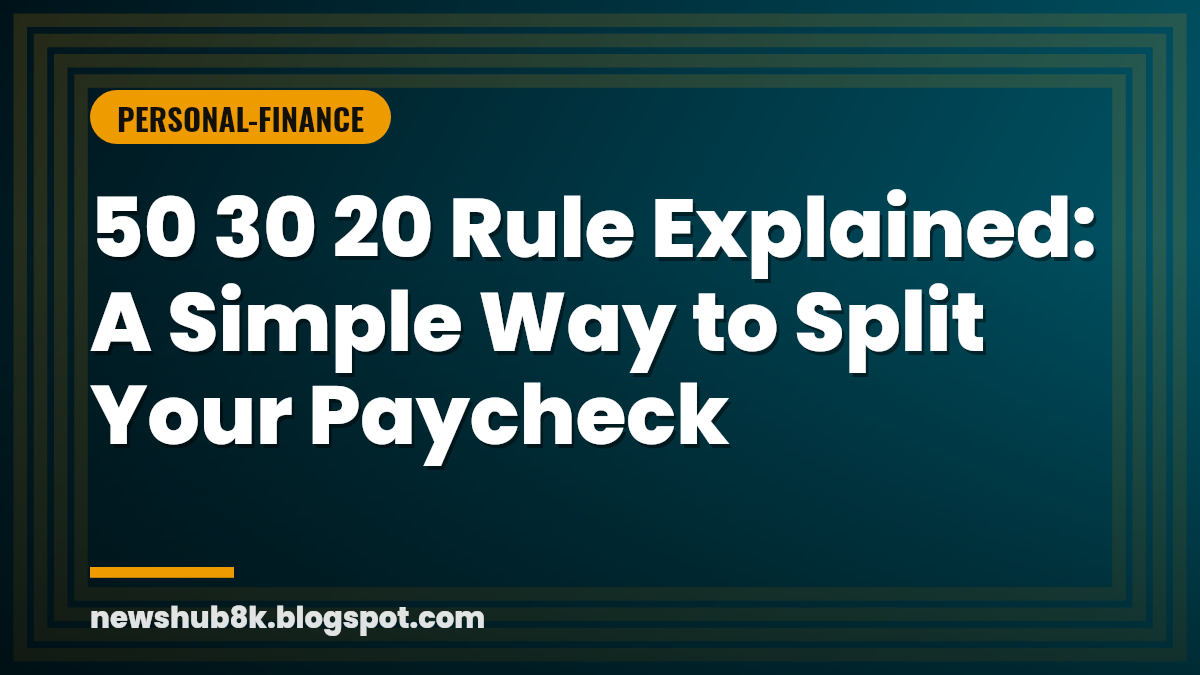 PERSONAL-FINANCE
50 30 20 Rule Explained:
A Simple Way to Split
Your Paycheck
newshub8k.blogspot.com